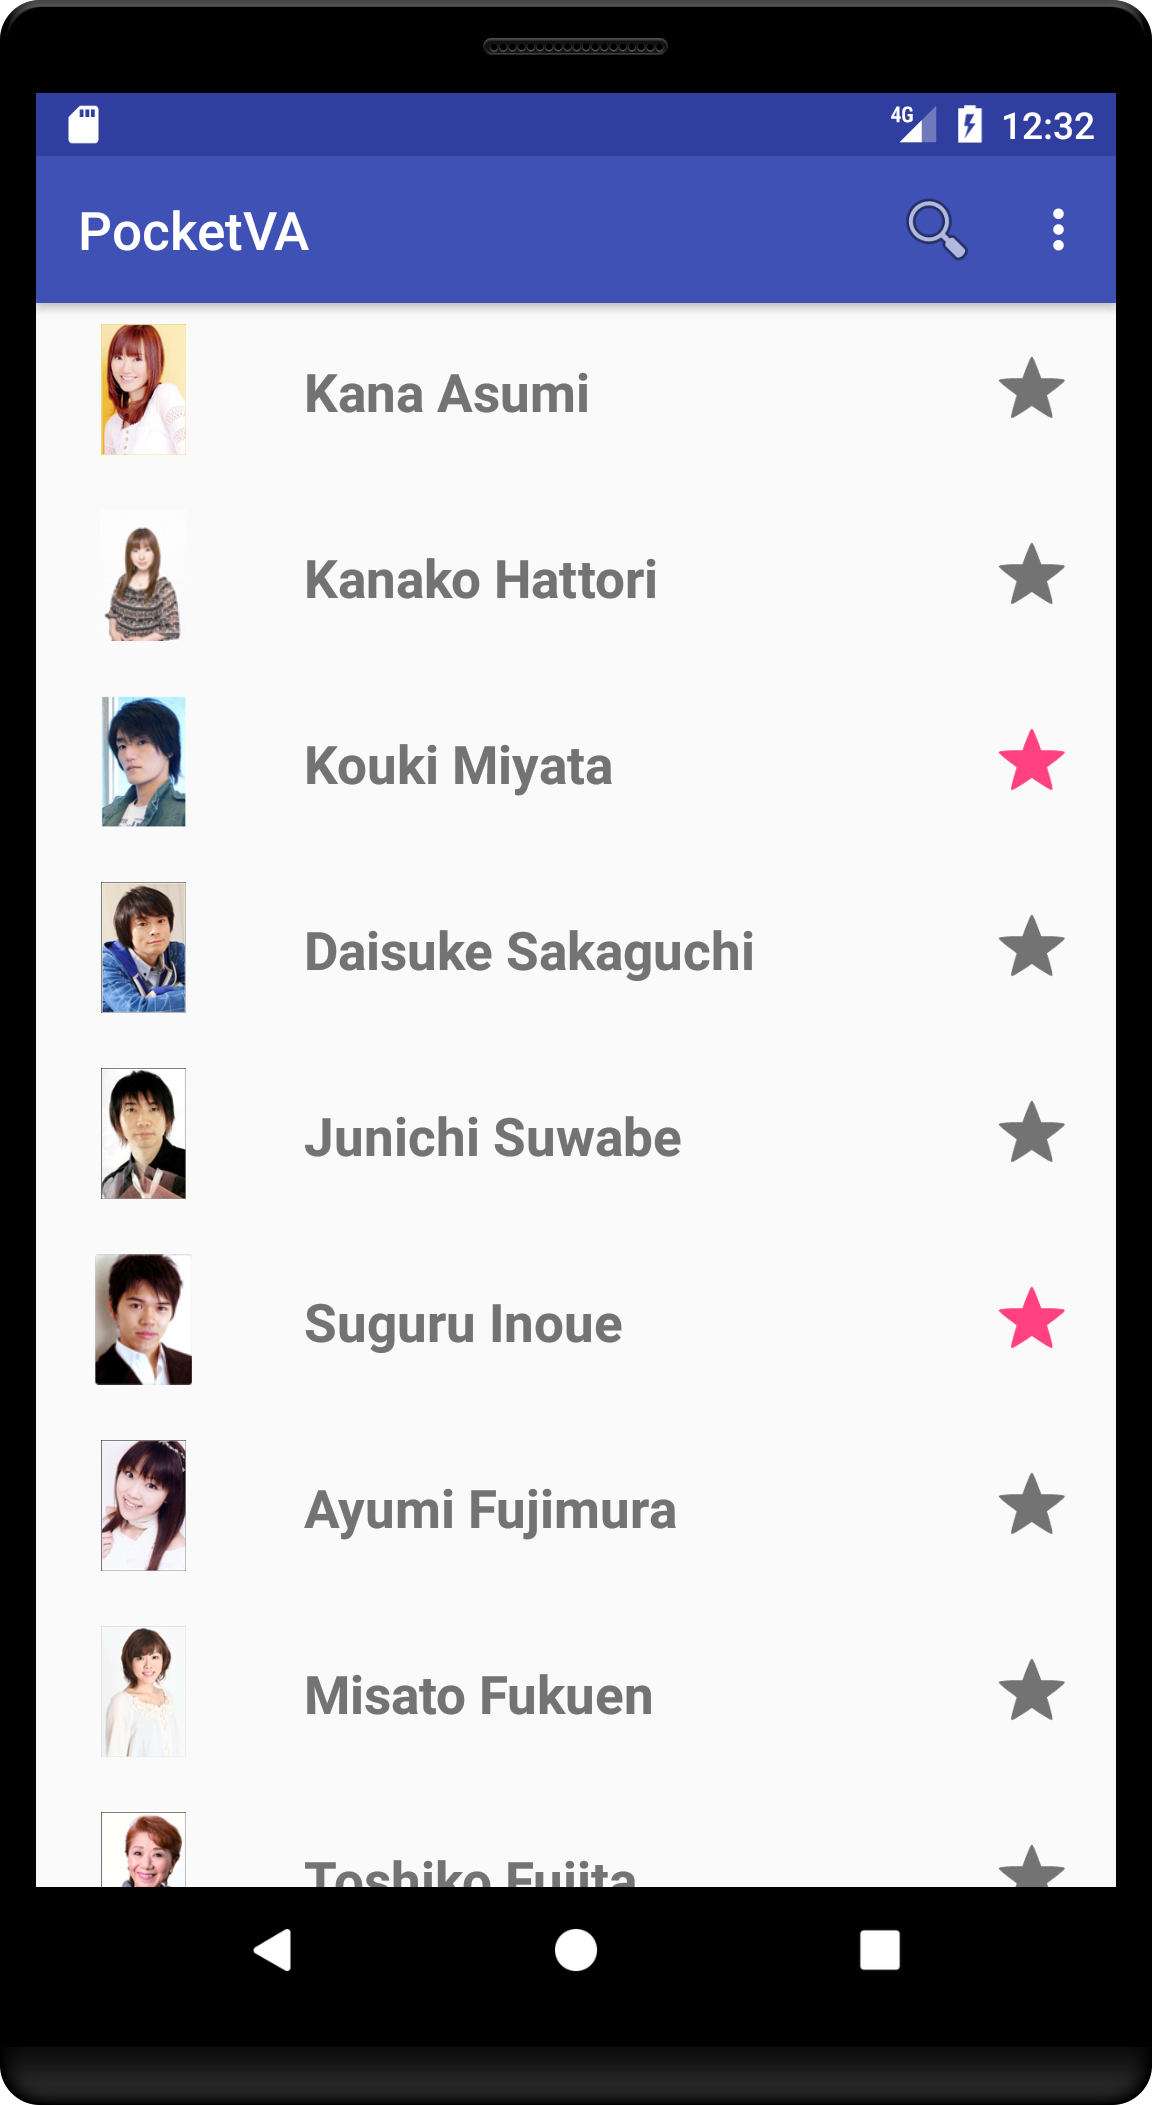 4G 12:32
PocketVA
Kana Asumi
Kanako Hattori
Kouki Miyata
Daisuke Sakaguchi
Junichi Suwabe
Suguru Inoue
Ayumi Fujimura
Misato Fukuen
Toshiko Fujita